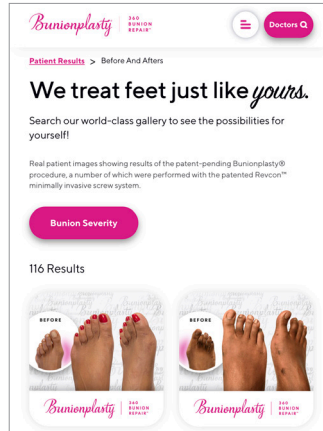 Bunionplasty
360
BUNION
REPAIR™
Doctors
Patient Results > Before And Afters
We treat feet just like yours.
Search our world-class gallery to see the possibilities for
yourself!
Real patient images showing results of the patent-pending Bunionplasty®
procedure, a number of which were performed with the patented Revcon™
minimally invasive screw system.
Bunion Severity
116 Results
BEFORE
BEFORE
Bunionplasty
360
BUNION
REPAIR™
Bunionplasty
360
BUNION
REPAIR™